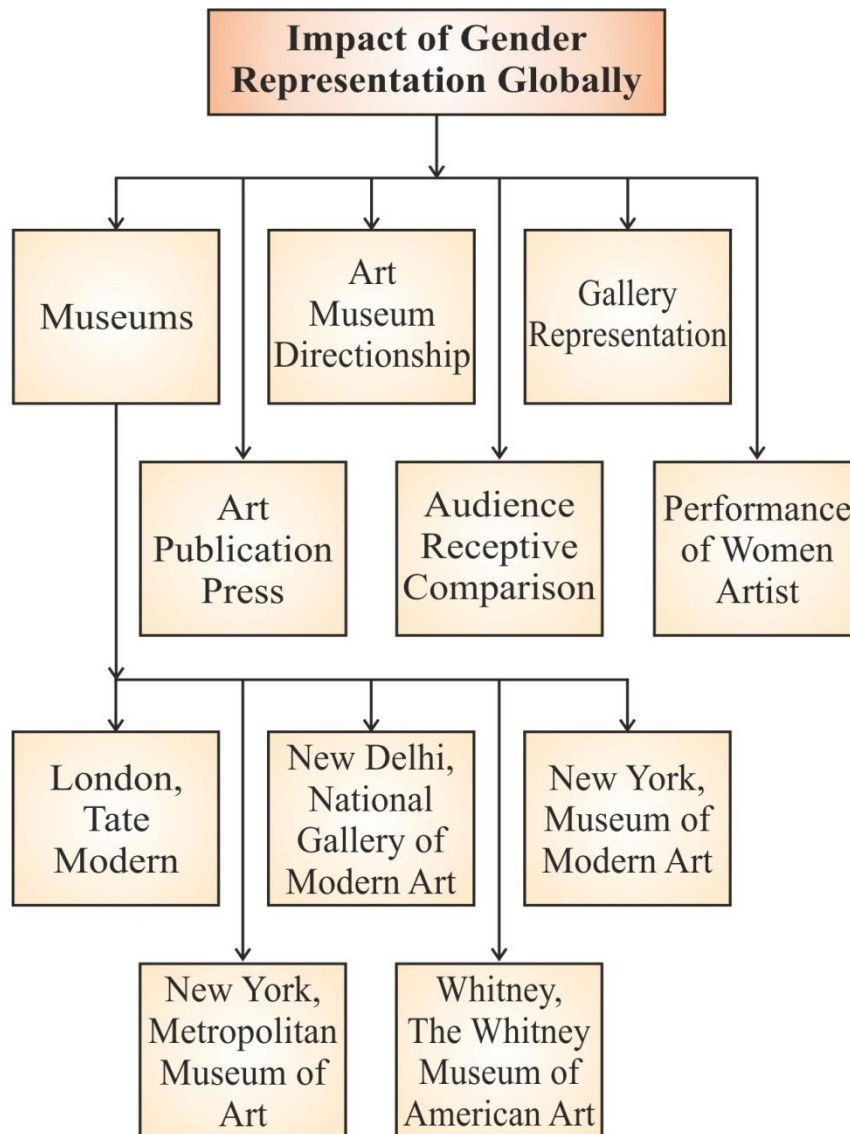 Impact of Gender
Representation Globally
Museums
Art
Museum
Directionship
Gallery
Representation
Art
Publication
Press
Audience
Receptive
Comparison
Performance
of Women
Artist
London,
Tate
Modern
New Delhi,
National
Gallery of
Modern Art
New York,
Museum of
Modern Art
New York,
Metropolitan
Museum of
Art
Whitney,
The Whitney
Museum of
American Art